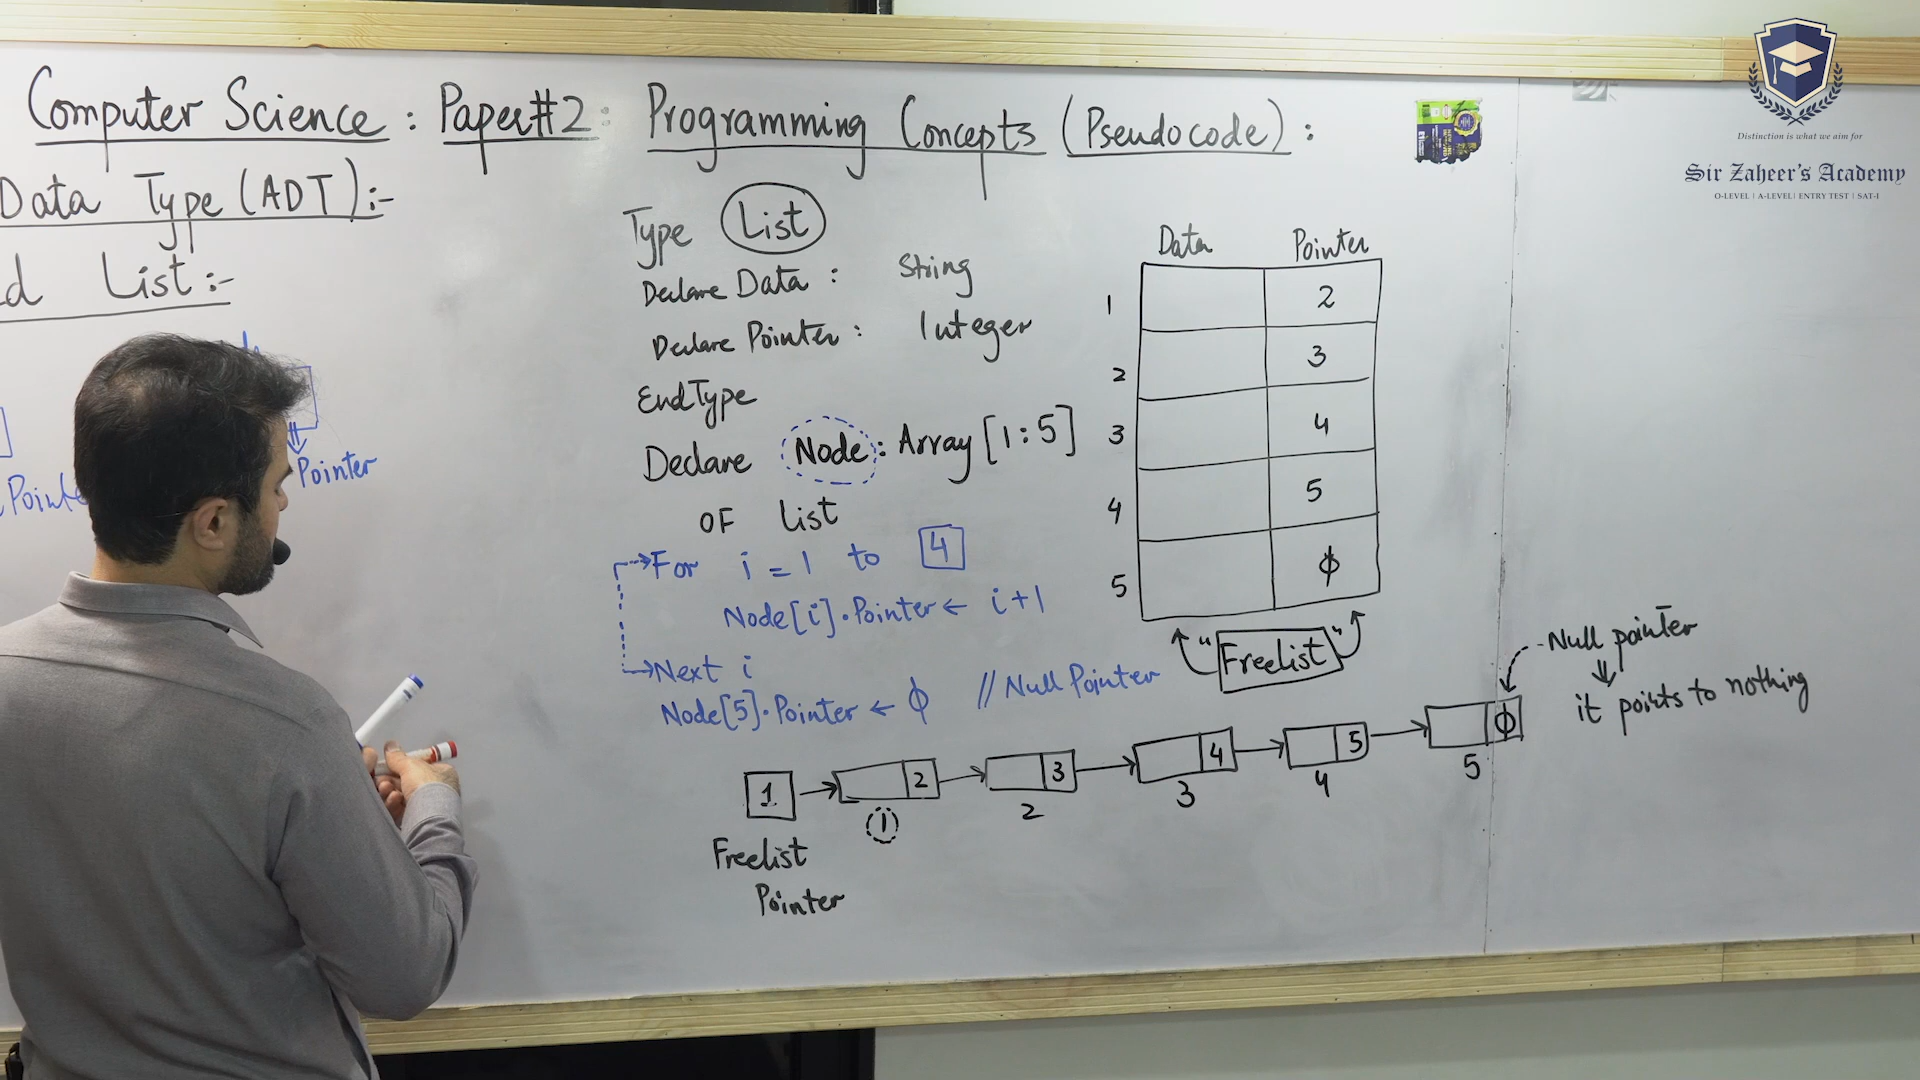 Computer Science : Paper#2 : Programming Concepts (Pseudocode) :
Data Type (ADT):-
d List:-
Pointer
Type List
Declare Data : String
Declare Pointer : Integer
EndType
Declare Node : Array [1:5]
OF List
For i = 1 to 4
Node[i].Pointer ← i+1
Next i
Node[5].Pointer ← φ // Null Pointer
Data Pointer
1 2
2 3
3 4
4 5
5 φ
"Freelist"
Null pointer
it points to nothing
1 2 3 4 5 φ
1 2 3 4 5
Freelist
Pointer
Distinction is what we aim for
Sir Zaheer's Academy
O-LEVEL | A-LEVEL | ENTRY TEST | SAT-I